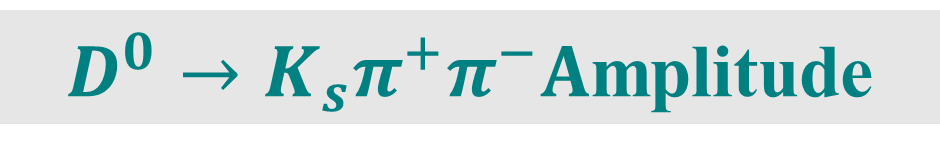 D⁰ → Kₛπ⁺π⁻ Amplitude